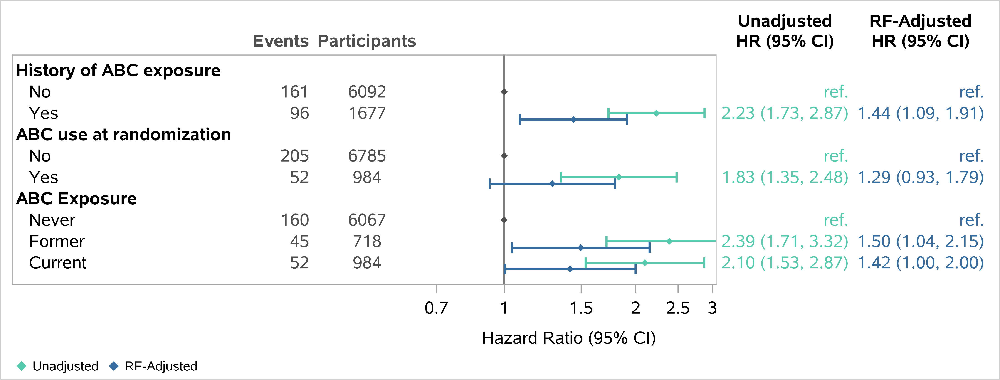 Unadjusted RF-Adjusted
Events Participants HR (95% CI) HR (95% CI)
History of ABC exposure
No 161 6092 ref. ref.
Yes 96 1677 2.23 (1.73, 2.87) 1.44 (1.09, 1.91)
ABC use at randomization
No 205 6785 ref. ref.
Yes 52 984 1.83 (1.35, 2.48) 1.29 (0.93, 1.79)
ABC Exposure
Never 160 6067 ref. ref.
Former 45 718 2.39 (1.71, 3.32) 1.50 (1.04, 2.15)
Current 52 984 2.10 (1.53, 2.87) 1.42 (1.00, 2.00)
0.7 1 1.5 2 2.5 3
Hazard Ratio (95% CI)
Unadjusted RF-Adjusted